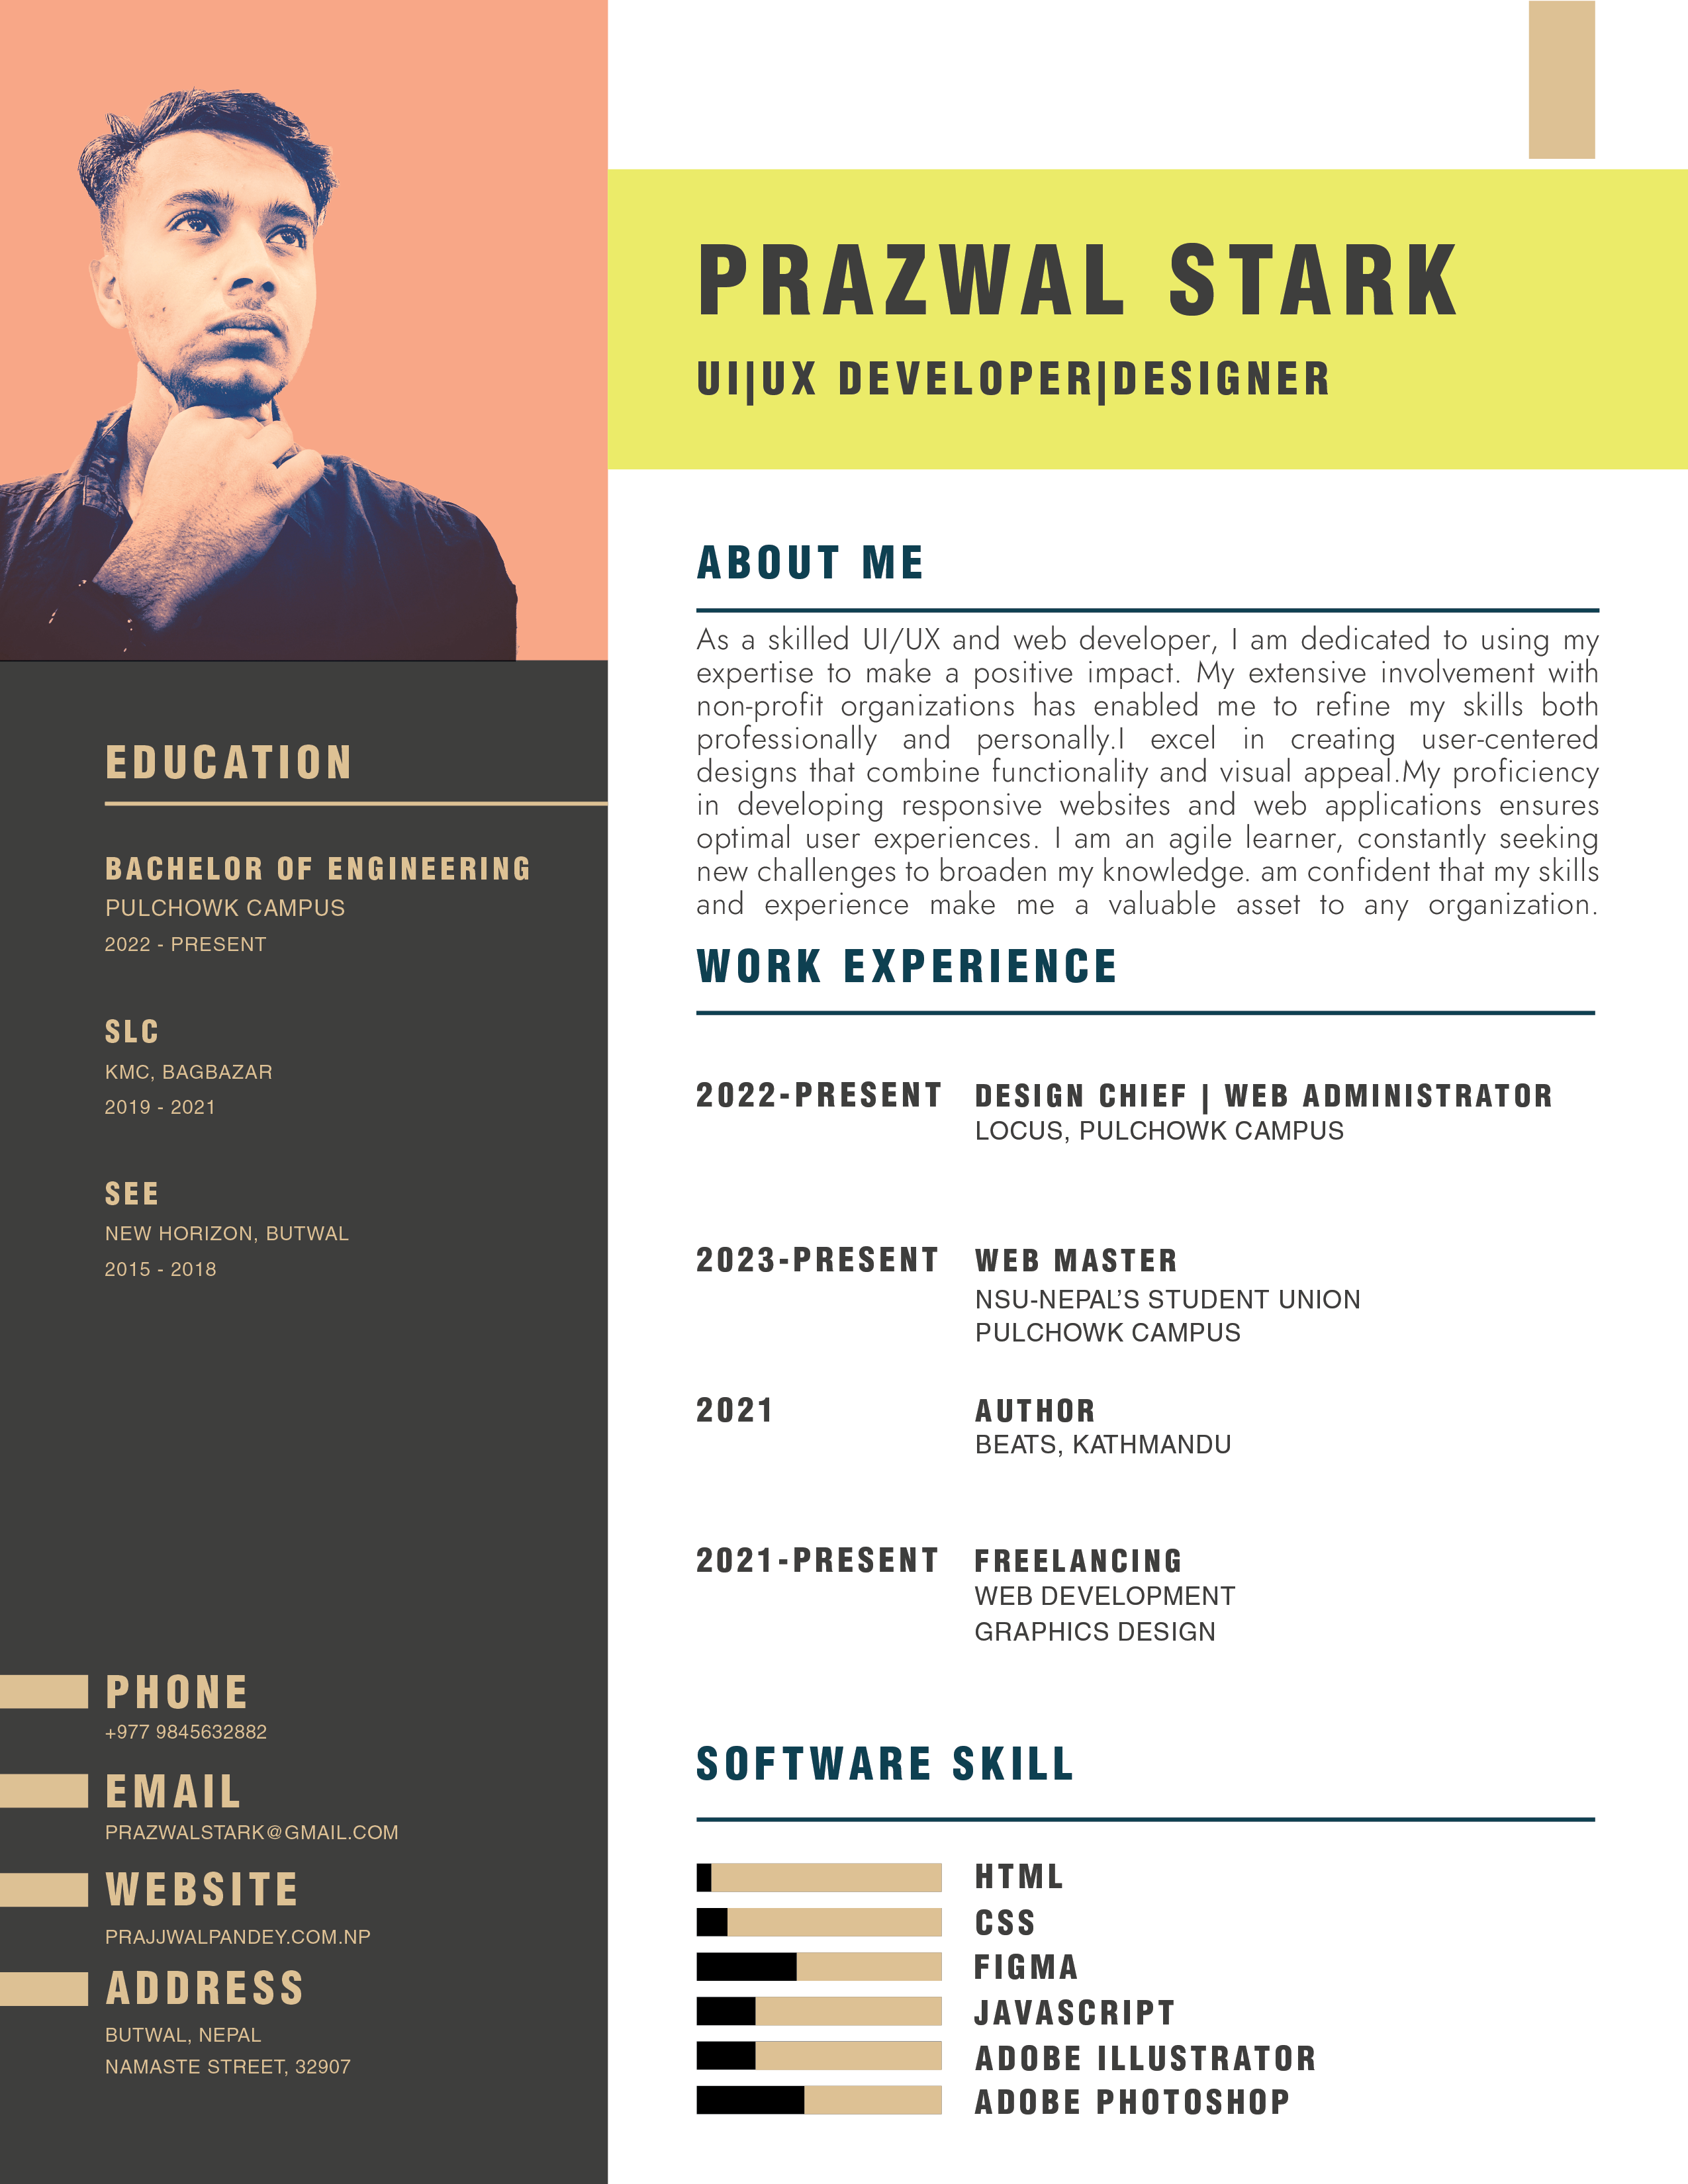 PRAZWAL STARK
UI|UX DEVELOPER|DESIGNER
EDUCATION
BACHELOR OF ENGINEERING
PULCHOWK CAMPUS
2022 - PRESENT
SLC
KMC, BAGBAZAR
2019 - 2021
SEE
NEW HORIZON, BUTWAL
2015 - 2018
PHONE
+977 9845632882
EMAIL
PRAZWALSTARK@GMAIL.COM
WEBSITE
PRAJJWALPANDEY.COM.NP
ADDRESS
BUTWAL, NEPAL
NAMASTE STREET, 32907
ABOUT ME
As a skilled UI/UX and web developer, I am dedicated to using my
expertise to make a positive impact. My extensive involvement with
non-profit organizations has enabled me to refine my skills both
professionally and personally.I excel in creating user-centered
designs that combine functionality and visual appeal.My proficiency
in developing responsive websites and web applications ensures
optimal user experiences. I am an agile learner, constantly seeking
new challenges to broaden my knowledge. am confident that my skills
and experience make me a valuable asset to any organization.
WORK EXPERIENCE
2022-PRESENT DESIGN CHIEF | WEB ADMINISTRATOR
LOCUS, PULCHOWK CAMPUS
2023-PRESENT WEB MASTER
NSU-NEPAL’S STUDENT UNION
PULCHOWK CAMPUS
2021 AUTHOR
BEATS, KATHMANDU
2021-PRESENT FREELANCING
WEB DEVELOPMENT
GRAPHICS DESIGN
SOFTWARE SKILL
HTML
CSS
FIGMA
JAVASCRIPT
ADOBE ILLUSTRATOR
ADOBE PHOTOSHOP